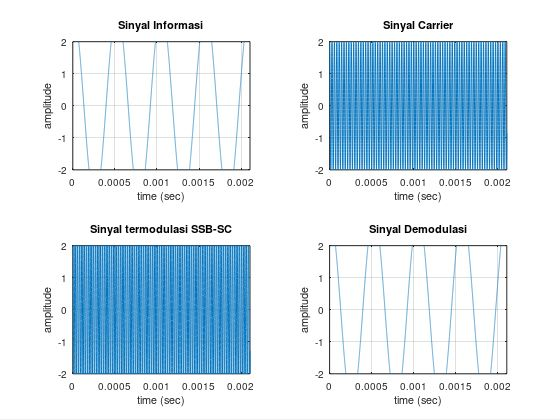 Sinyal Informasi
2
1
0
-1
-2
amplitude
0 0.0005 0.001 0.0015 0.002
time (sec)
Sinyal Carrier
2
1
0
-1
-2
amplitude
0 0.0005 0.001 0.0015 0.002
time (sec)
Sinyal termodulasi SSB-SC
2
1
0
-1
-2
amplitude
0 0.0005 0.001 0.0015 0.002
time (sec)
Sinyal Demodulasi
2
1
0
-1
-2
amplitude
0 0.0005 0.001 0.0015 0.002
time (sec)